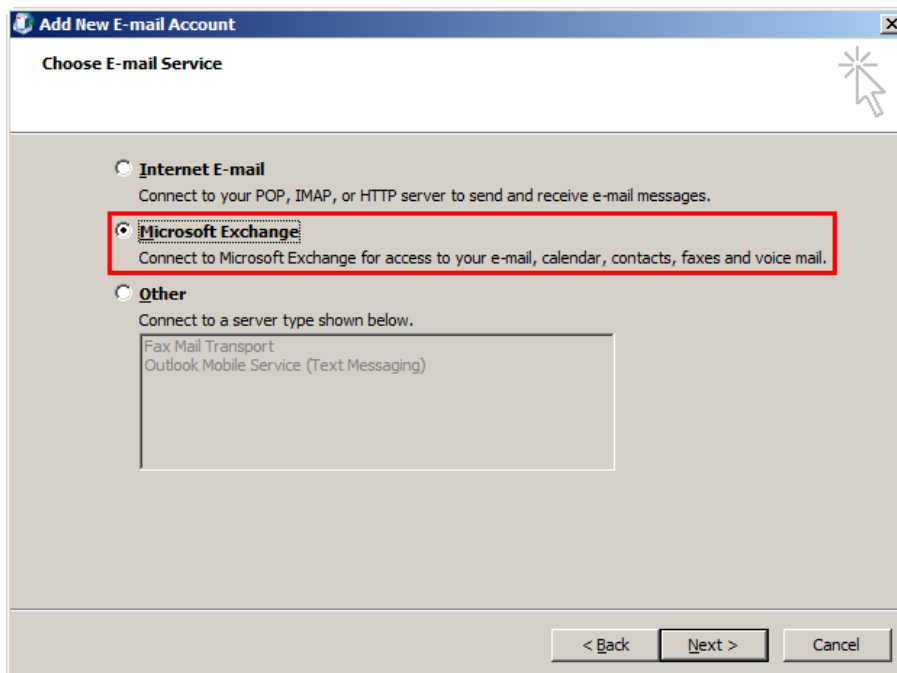 Add New E-mail Account
Choose E-mail Service
Internet E-mail
Connect to your POP, IMAP, or HTTP server to send and receive e-mail messages.
Microsoft Exchange
Connect to Microsoft Exchange for access to your e-mail, calendar, contacts, faxes and voice mail.
Other
Connect to a server type shown below.
Fax Mail Transport
Outlook Mobile Service (Text Messaging)
< Back Next > Cancel